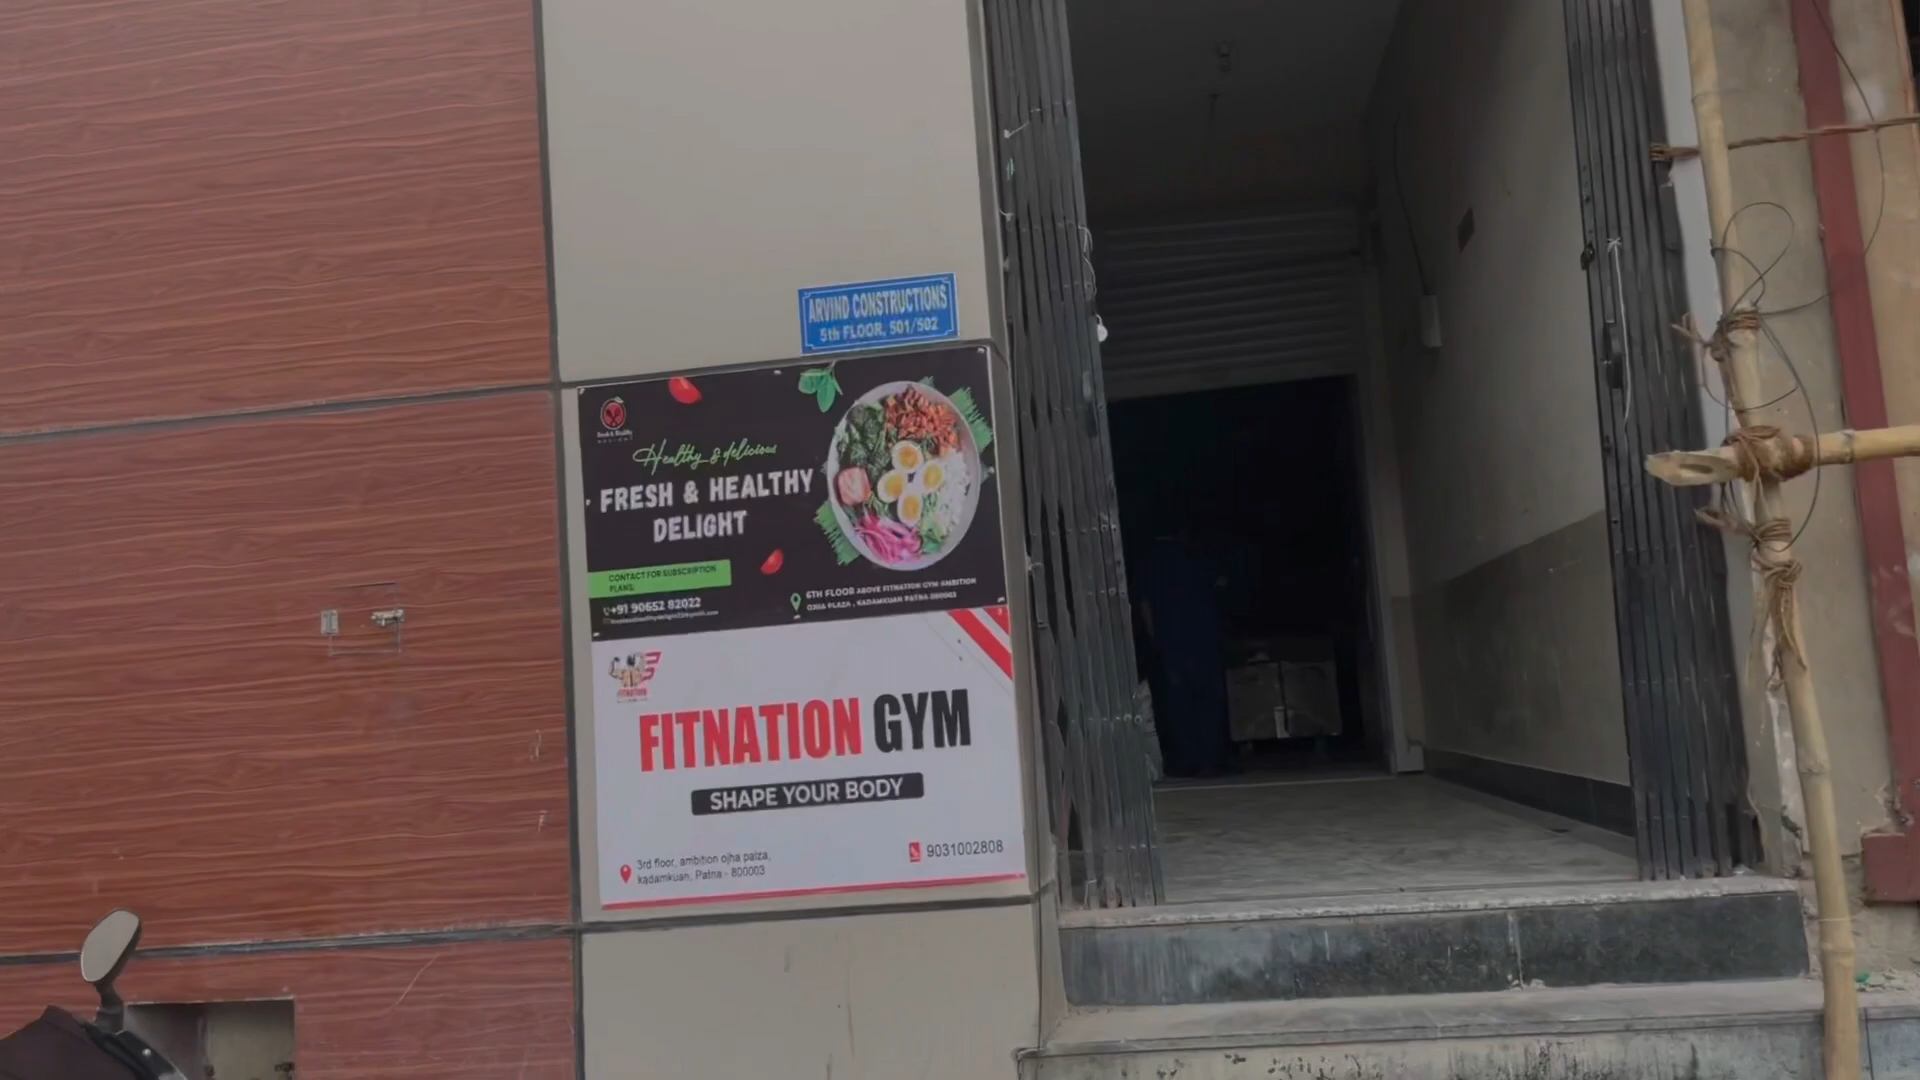 ARVIND CONSTRUCTIONS
5th FLOOR, 501/502
Healthy & delicious
FRESH & HEALTHY
DELIGHT
CONTACT FOR SUBSCRIPTION
PLANS:
+91 90652 82022
6TH FLOOR ABOVE FITNATION GYM AMBITION
OJHA PLAZA, KADAMKUAN PATNA 800003
FITNATION
FITNATION GYM
SHAPE YOUR BODY
3rd floor, ambition ojha palza,
kadamkuan, Patna - 800003
9031002808